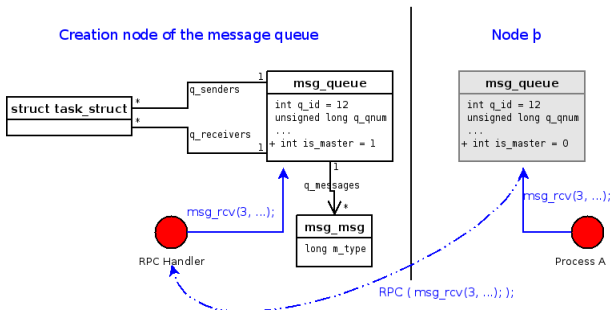 Creation node of the message queue
Node þ
msg_queue
int q_id = 12
unsigned long q_qnum
...
+ int is_master = 1
msg_queue
int q_id = 12
unsigned long q_qnum
...
+ int is_master = 0
struct task_struct
*
*
q_senders
1
q_receivers
1
1
q_messages
*
msg_rcv(3, ...);
msg_rcv(3, ...);
msg_msg
long m_type
RPC Handler
Process A
RPC ( msg_rcv(3, ...); );